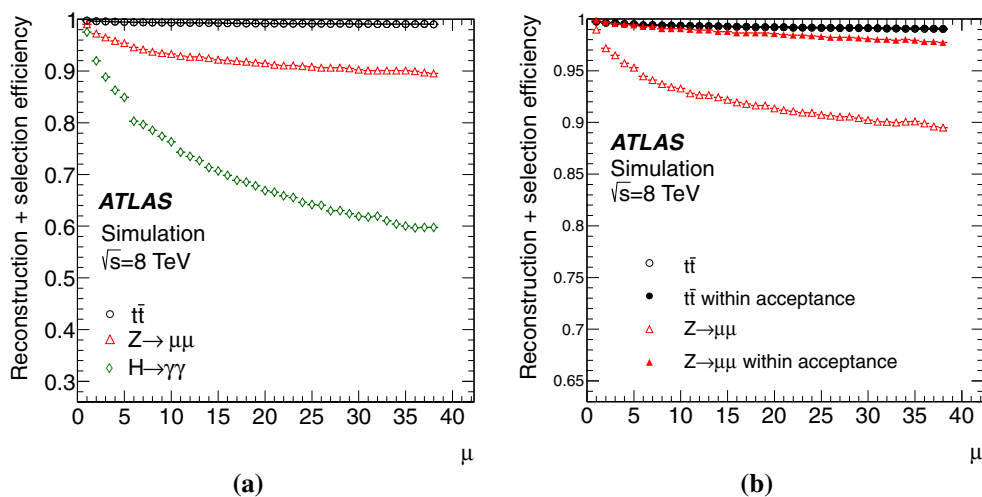 Reconstruction + selection efficiency
1
0.9
0.8
0.7
0.6
0.5
0.4
0.3
ATLAS
Simulation
√s=8 TeV
tt̄
Z→ μμ
H→γγ
0 5 10 15 20 25 30 35 40
μ
(a)
Reconstruction + selection efficiency
1
0.95
0.9
0.85
0.8
0.75
0.7
0.65
ATLAS
Simulation
√s=8 TeV
tt̄
tt̄ within acceptance
Z→μμ
Z→μμ within acceptance
0 5 10 15 20 25 30 35 40
μ
(b)